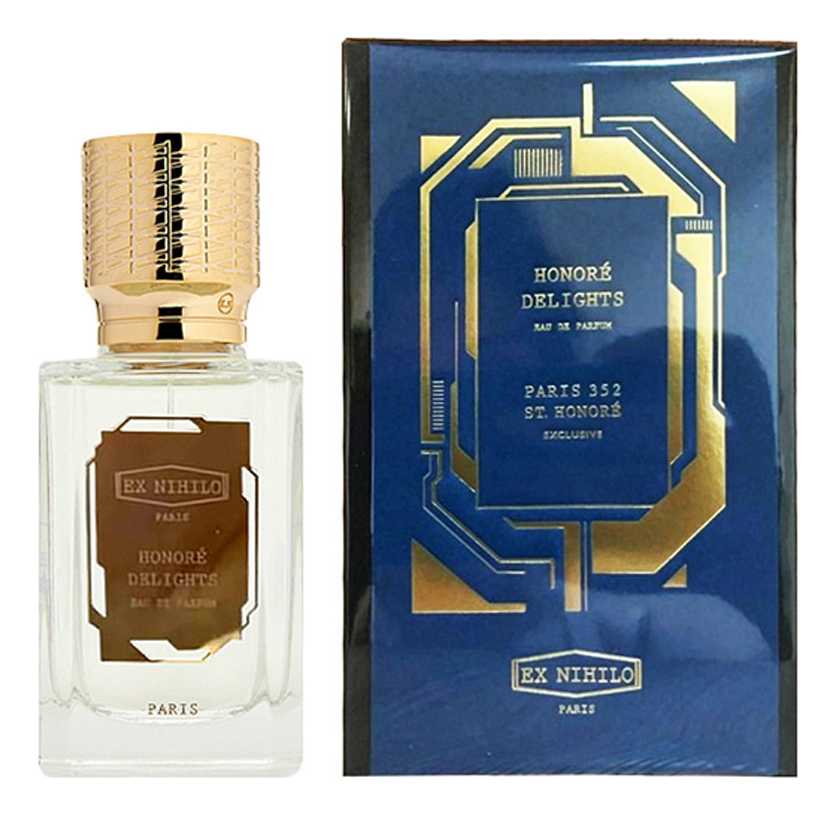 EX NIHILO
PARIS
HONORÉ
DELIGHTS
EAU DE PARFUM
PARIS
HONORÉ
DELIGHTS
EAU DE PARFUM
PARIS 352
ST. HONORÉ
EXCLUSIVE
EX NIHILO
PARIS